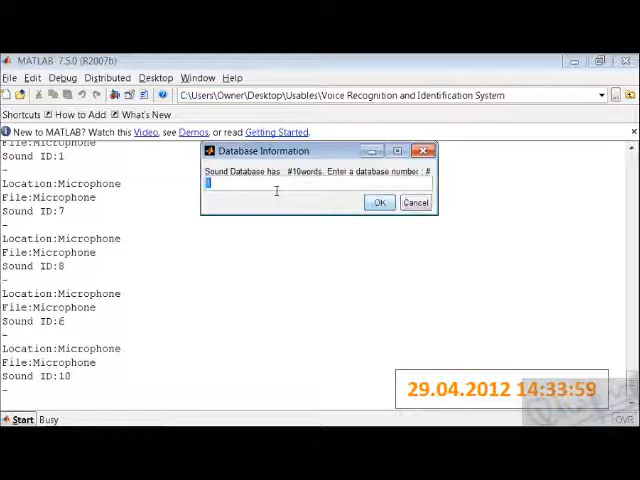 MATLAB 7.5.0 (R2007b)
File Edit Debug Distributed Desktop Window Help
C:\Users\Owner\Desktop\Usables\Voice Recognition and Identification System
Shortcuts How to Add What's New
New to MATLAB? Watch this Video, see Demos, or read Getting Started.
File:Microphone
Sound ID:1
-
Location:Microphone
File:Microphone
Sound ID:7
-
Location:Microphone
File:Microphone
Sound ID:8
-
Location:Microphone
File:Microphone
Sound ID:6
-
Location:Microphone
File:Microphone
Sound ID:10
-
Database Information
Sound Database has #10words. Enter a database number : #
OK Cancel
29.04.2012 14:33:59
Start Busy
OVR